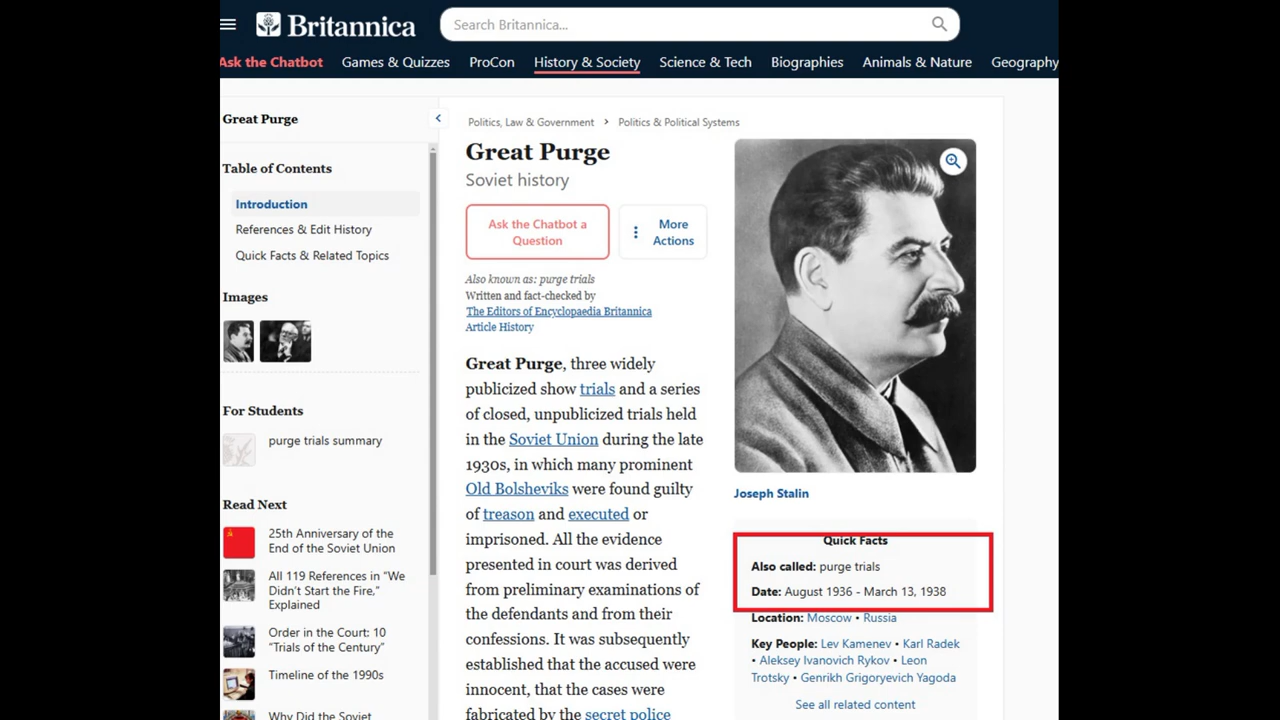 Britannica
Search Britannica...
Ask the Chatbot Games & Quizzes ProCon History & Society Science & Tech Biographies Animals & Nature Geography
Great Purge
Table of Contents
Introduction
References & Edit History
Quick Facts & Related Topics
Images
For Students
purge trials summary
Read Next
25th Anniversary of the
End of the Soviet Union
All 119 References in “We
Didn’t Start the Fire,”
Explained
Order in the Court: 10
“Trials of the Century”
Timeline of the 1990s
Why Did the Soviet
Politics, Law & Government > Politics & Political Systems
Great Purge
Soviet history
Ask the Chatbot a
Question
More
Actions
Also known as: purge trials
Written and fact-checked by
The Editors of Encyclopaedia Britannica
Article History
Great Purge, three widely
publicized show trials and a series
of closed, unpublicized trials held
in the Soviet Union during the late
1930s, in which many prominent
Old Bolsheviks were found guilty
of treason and executed or
imprisoned. All the evidence
presented in court was derived
from preliminary examinations of
the defendants and from their
confessions. It was subsequently
established that the accused were
innocent, that the cases were
fabricated by the secret police
Joseph Stalin
Quick Facts
Also called: purge trials
Date: August 1936 - March 13, 1938
Location: Moscow • Russia
Key People: Lev Kamenev • Karl Radek
• Aleksey Ivanovich Rykov • Leon
Trotsky • Genrikh Grigoryevich Yagoda
See all related content